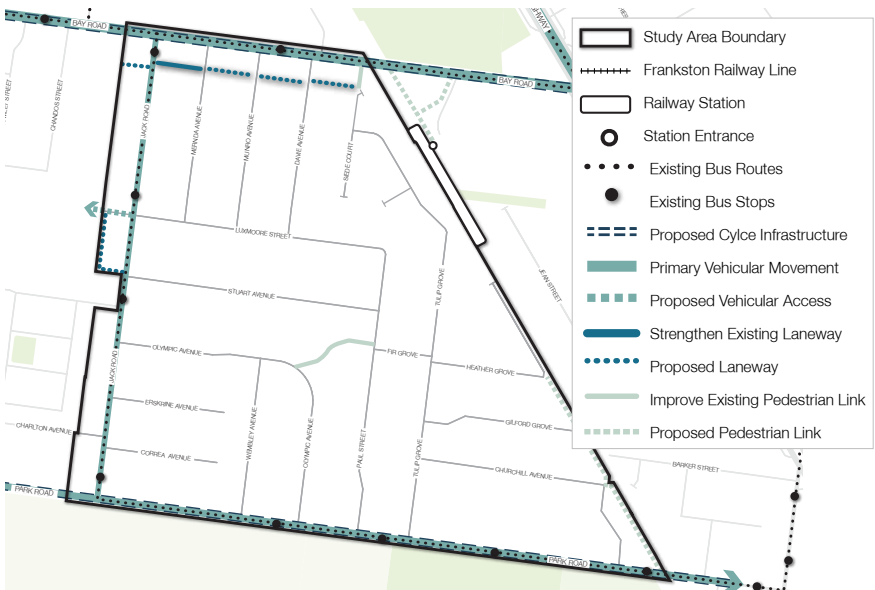 BAY ROAD
HIGHWAY
BAY ROAD
CHANDOS STREET
JACK ROAD
MERNDA AVENUE
MUNRO AVENUE
DAWE AVENUE
SIEDE COURT
LUXMOORE STREET
STUART AVENUE
TULIP GROVE
JEAN STREET
OLYMPIC AVENUE
FIR GROVE
HEATHER GROVE
JACK ROAD
ERSKINE AVENUE
CHARLTON AVENUE
CORREA AVENUE
WEMBLEY AVENUE
OLYMPIC AVENUE
PAUL STREET
TULIP GROVE
GILFORD GROVE
CHURCHILL AVENUE
BARKER STREET
PARK ROAD
PARK ROAD
Study Area Boundary
Frankston Railway Line
Railway Station
Station Entrance
Existing Bus Routes
Existing Bus Stops
Proposed Cylce Infrastructure
Primary Vehicular Movement
Proposed Vehicular Access
Strengthen Existing Laneway
Proposed Laneway
Improve Existing Pedestrian Link
Proposed Pedestrian Link